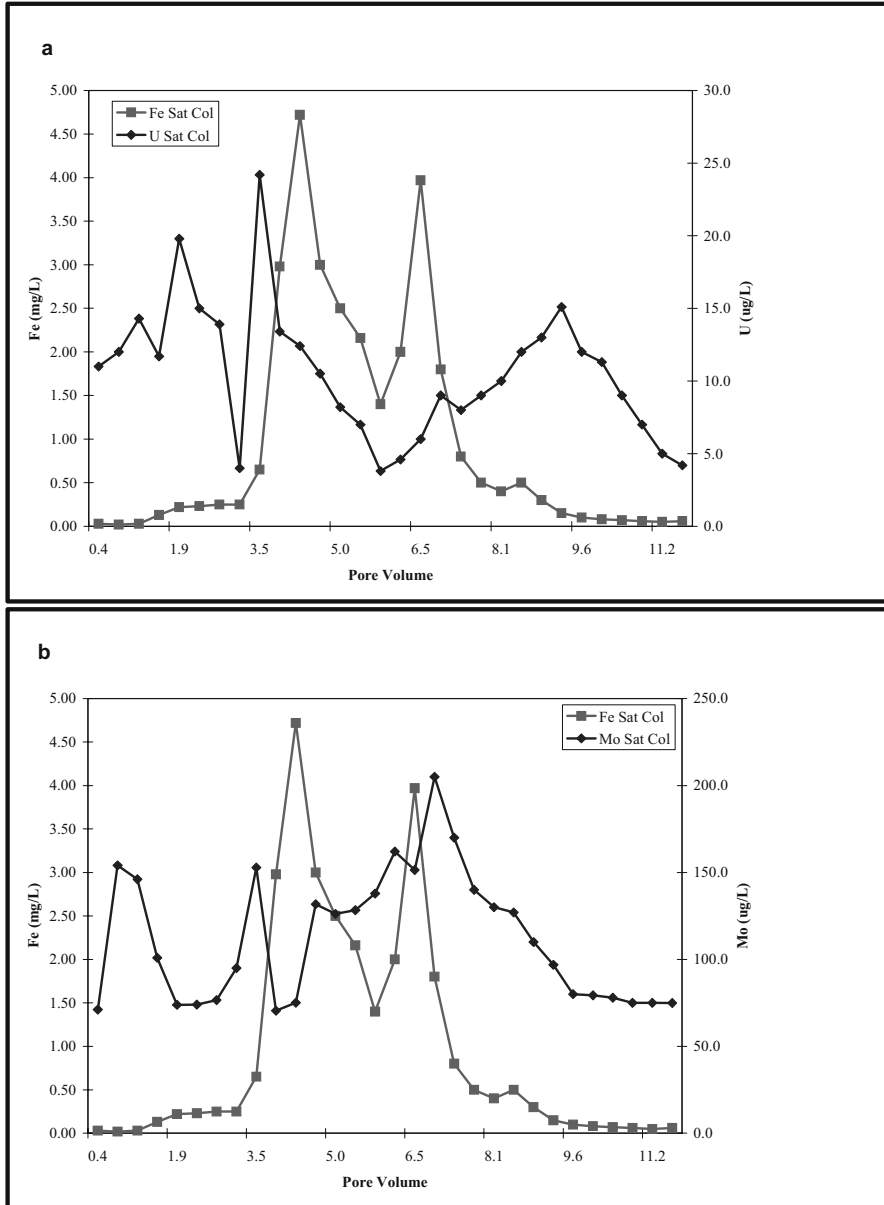 a
5.00
4.50
4.00
3.50
3.00
2.50
2.00
1.50
1.00
0.50
0.00
Fe (mg/L)
Fe Sat Col
U Sat Col
30.0
25.0
20.0
15.0
10.0
5.0
0.0
U (ug/L)
0.4 1.9 3.5 5.0 6.5 8.1 9.6 11.2
Pore Volume
b
5.00
4.50
4.00
3.50
3.00
2.50
2.00
1.50
1.00
0.50
0.00
Fe (mg/L)
Fe Sat Col
Mo Sat Col
250.0
200.0
150.0
100.0
50.0
0.0
Mo (ug/L)
0.4 1.9 3.5 5.0 6.5 8.1 9.6 11.2
Pore Volume